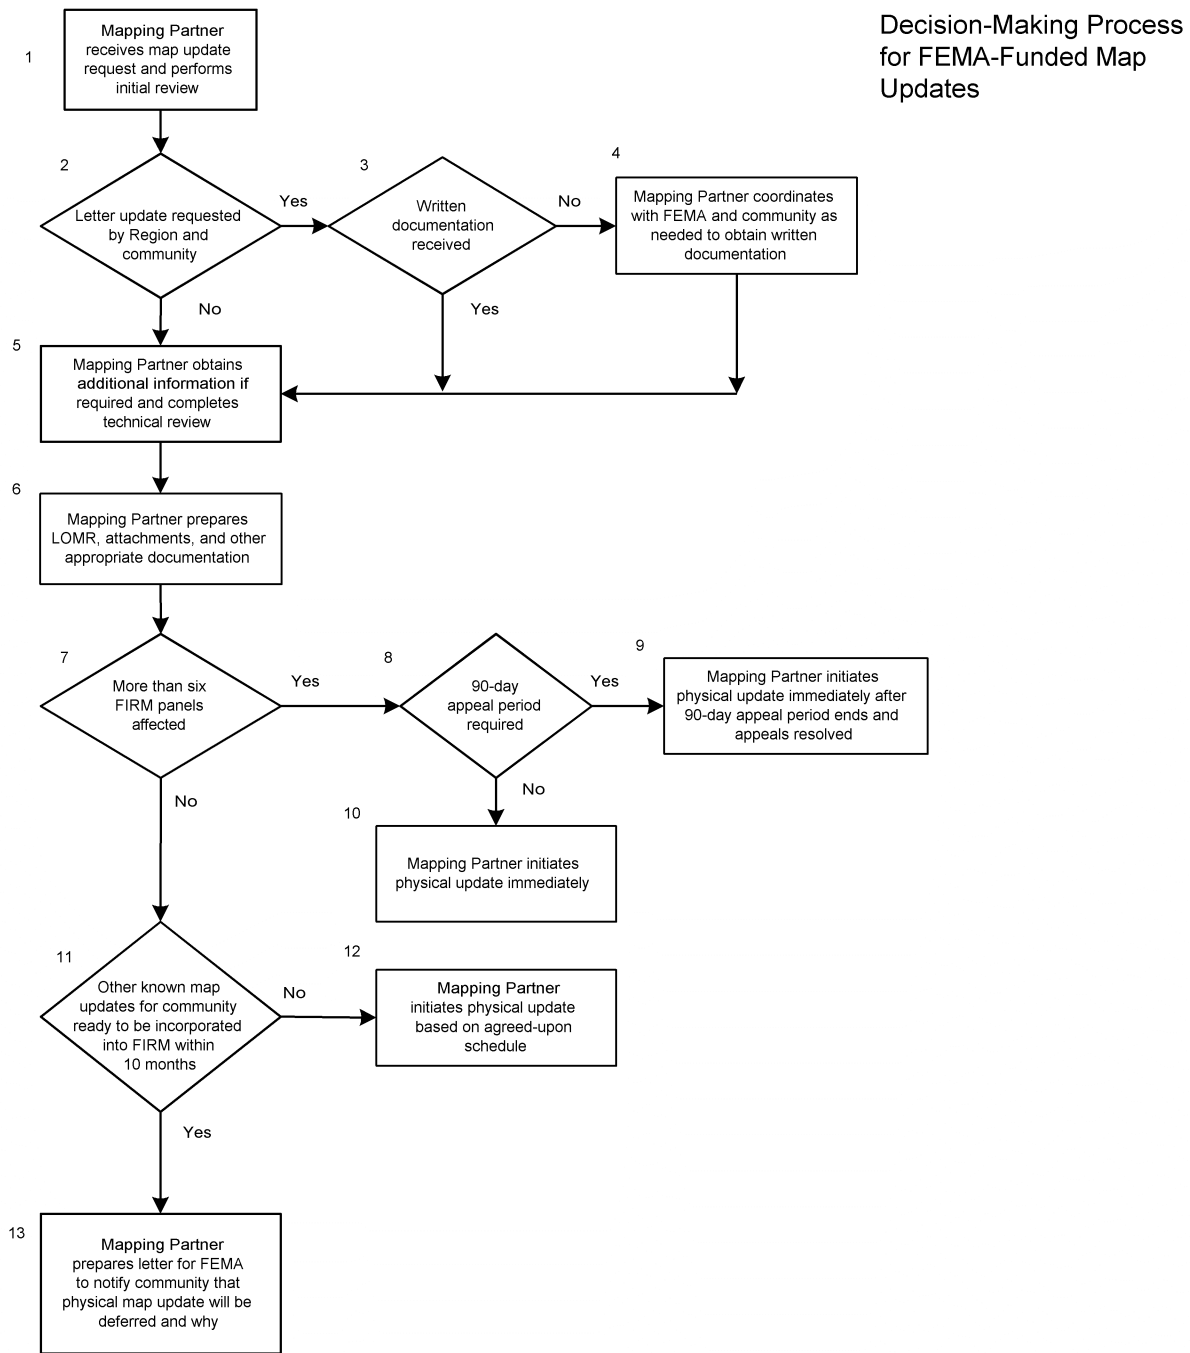 Decision-Making Process
for FEMA-Funded Map
Updates
1
Mapping Partner
receives map update
request and performs
initial review
2
Letter update requested
by Region and
community
Yes
No
3
Written
documentation
received
No
Yes
4
Mapping Partner coordinates
with FEMA and community as
needed to obtain written
documentation
5
Mapping Partner obtains
additional information if
required and completes
technical review
6
Mapping Partner prepares
LOMR, attachments, and other
appropriate documentation
7
More than six
FIRM panels
affected
Yes
No
8
90-day
appeal period
required
Yes
No
9
Mapping Partner initiates
physical update immediately after
90-day appeal period ends and
appeals resolved
10
Mapping Partner initiates
physical update immediately
11
Other known map
updates for community
ready to be incorporated
into FIRM within
10 months
No
Yes
12
Mapping Partner
initiates physical update
based on agreed-upon
schedule
13
Mapping Partner
prepares letter for FEMA
to notify community that
physical map update will be
deferred and why